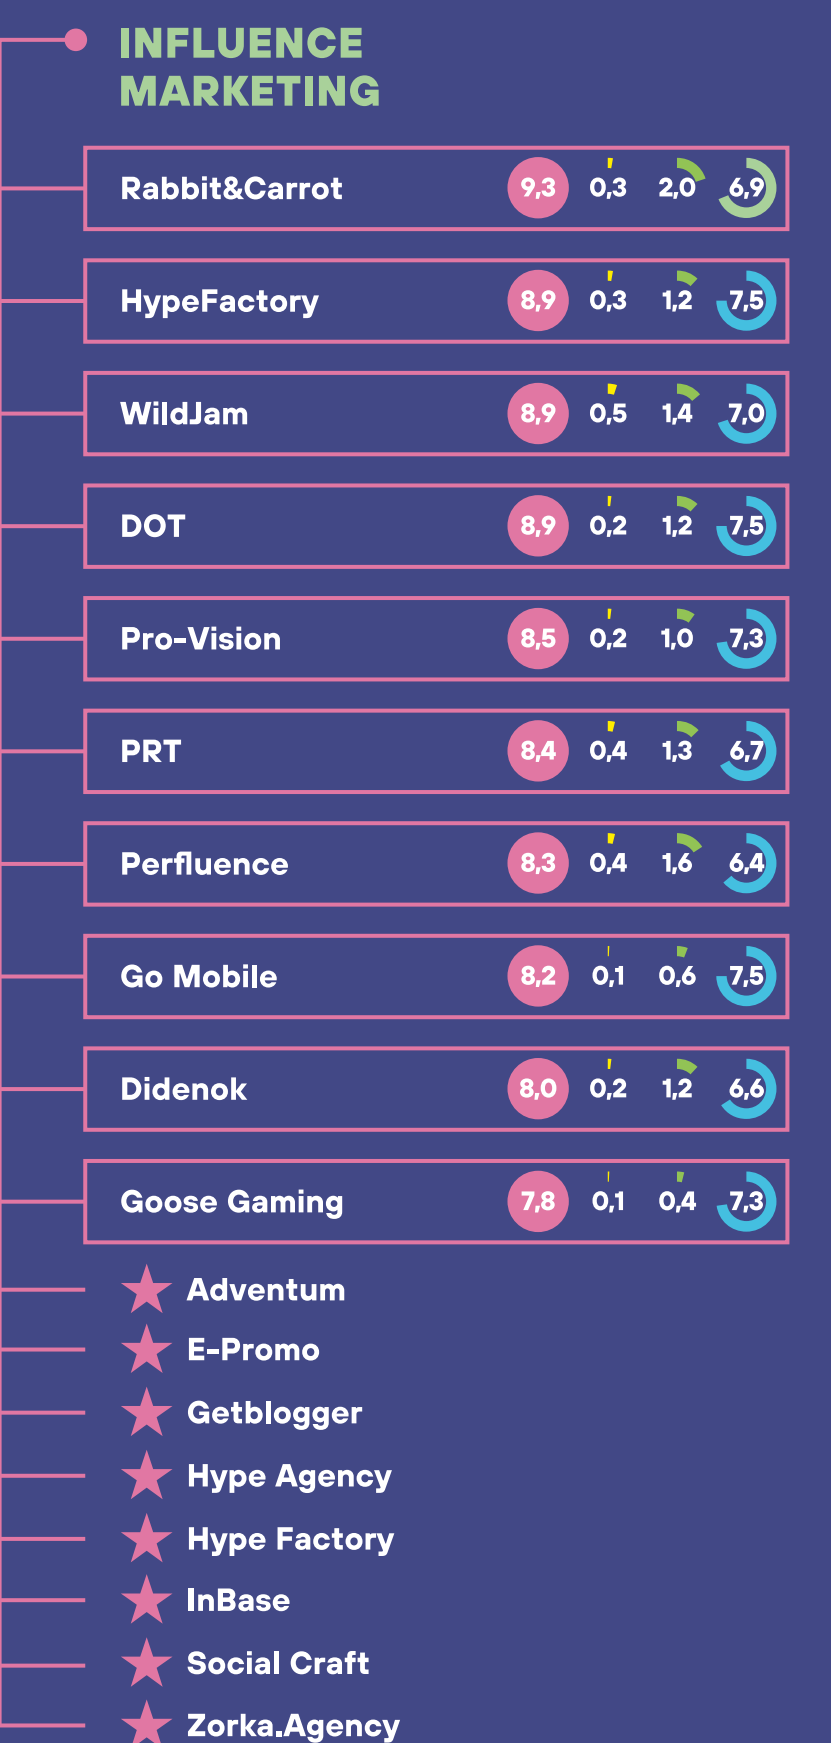 INFLUENCE
MARKETING
Rabbit&Carrot 9,3 0,3 2,0 6,9
HypeFactory 8,9 0,3 1,2 7,5
WildJam 8,9 0,5 1,4 7,0
DOT 8,9 0,2 1,2 7,5
Pro-Vision 8,5 0,2 1,0 7,3
PRT 8,4 0,4 1,3 6,7
Perfluence 8,3 0,4 1,6 6,4
Go Mobile 8,2 0,1 0,6 7,5
Didenok 8,0 0,2 1,2 6,6
Goose Gaming 7,8 0,1 0,4 7,3
Adventum
E-Promo
Getblogger
Hype Agency
Hype Factory
InBase
Social Craft
Zorka.Agency